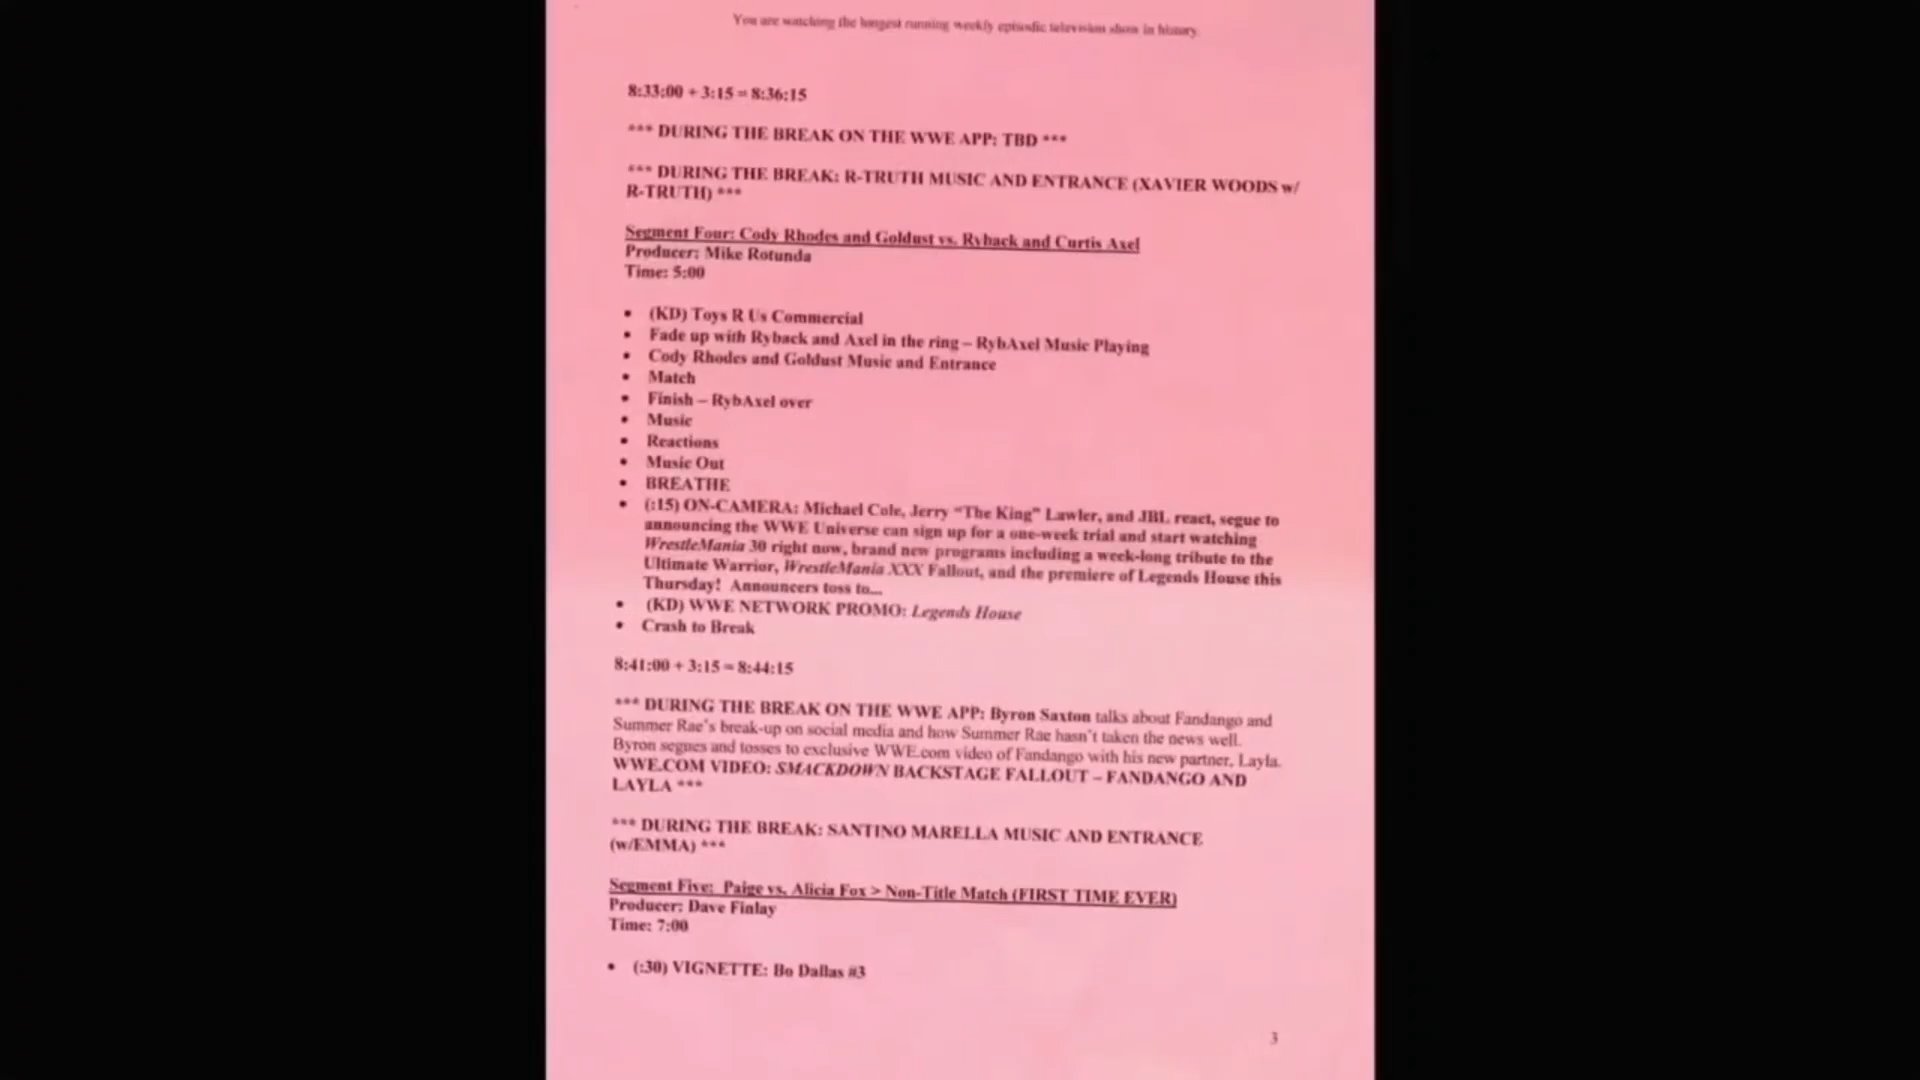 You are watching the longest running weekly episodic television show in history.
8:33:00 + 3:15 = 8:36:15
*** DURING THE BREAK ON THE WWE APP: TBD ***
*** DURING THE BREAK: R-TRUTH MUSIC AND ENTRANCE (XAVIER WOODS w/
R-TRUTH) ***
Segment Four: Cody Rhodes and Goldust vs. Ryback and Curtis Axel
Producer: Mike Rotunda
Time: 5:00
• (KD) Toys R Us Commercial
• Fade up with Ryback and Axel in the ring – RybAxel Music Playing
• Cody Rhodes and Goldust Music and Entrance
• Match
• Finish – RybAxel over
• Music
• Reactions
• Music Out
• BREATHE
• (:15) ON-CAMERA: Michael Cole, Jerry “The King” Lawler, and JBL react, segue to
announcing the WWE Universe can sign up for a one-week trial and start watching
WrestleMania 30 right now, brand new programs including a week-long tribute to the
Ultimate Warrior, WrestleMania XXX Fallout, and the premiere of Legends House this
Thursday! Announcers toss to...
• (KD) WWE NETWORK PROMO: Legends House
• Crash to Break
8:41:00 + 3:15 = 8:44:15
*** DURING THE BREAK ON THE WWE APP: Byron Saxton talks about Fandango and
Summer Rae’s break-up on social media and how Summer Rae hasn’t taken the news well.
Byron segues and tosses to exclusive WWE.com video of Fandango with his new partner, Layla.
WWE.COM VIDEO: SMACKDOWN BACKSTAGE FALLOUT – FANDANGO AND
LAYLA ***
*** DURING THE BREAK: SANTINO MARELLA MUSIC AND ENTRANCE
(w/EMMA) ***
Segment Five: Paige vs. Alicia Fox > Non-Title Match (FIRST TIME EVER)
Producer: Dave Finlay
Time: 7:00
• (:30) VIGNETTE: Bo Dallas #3
3